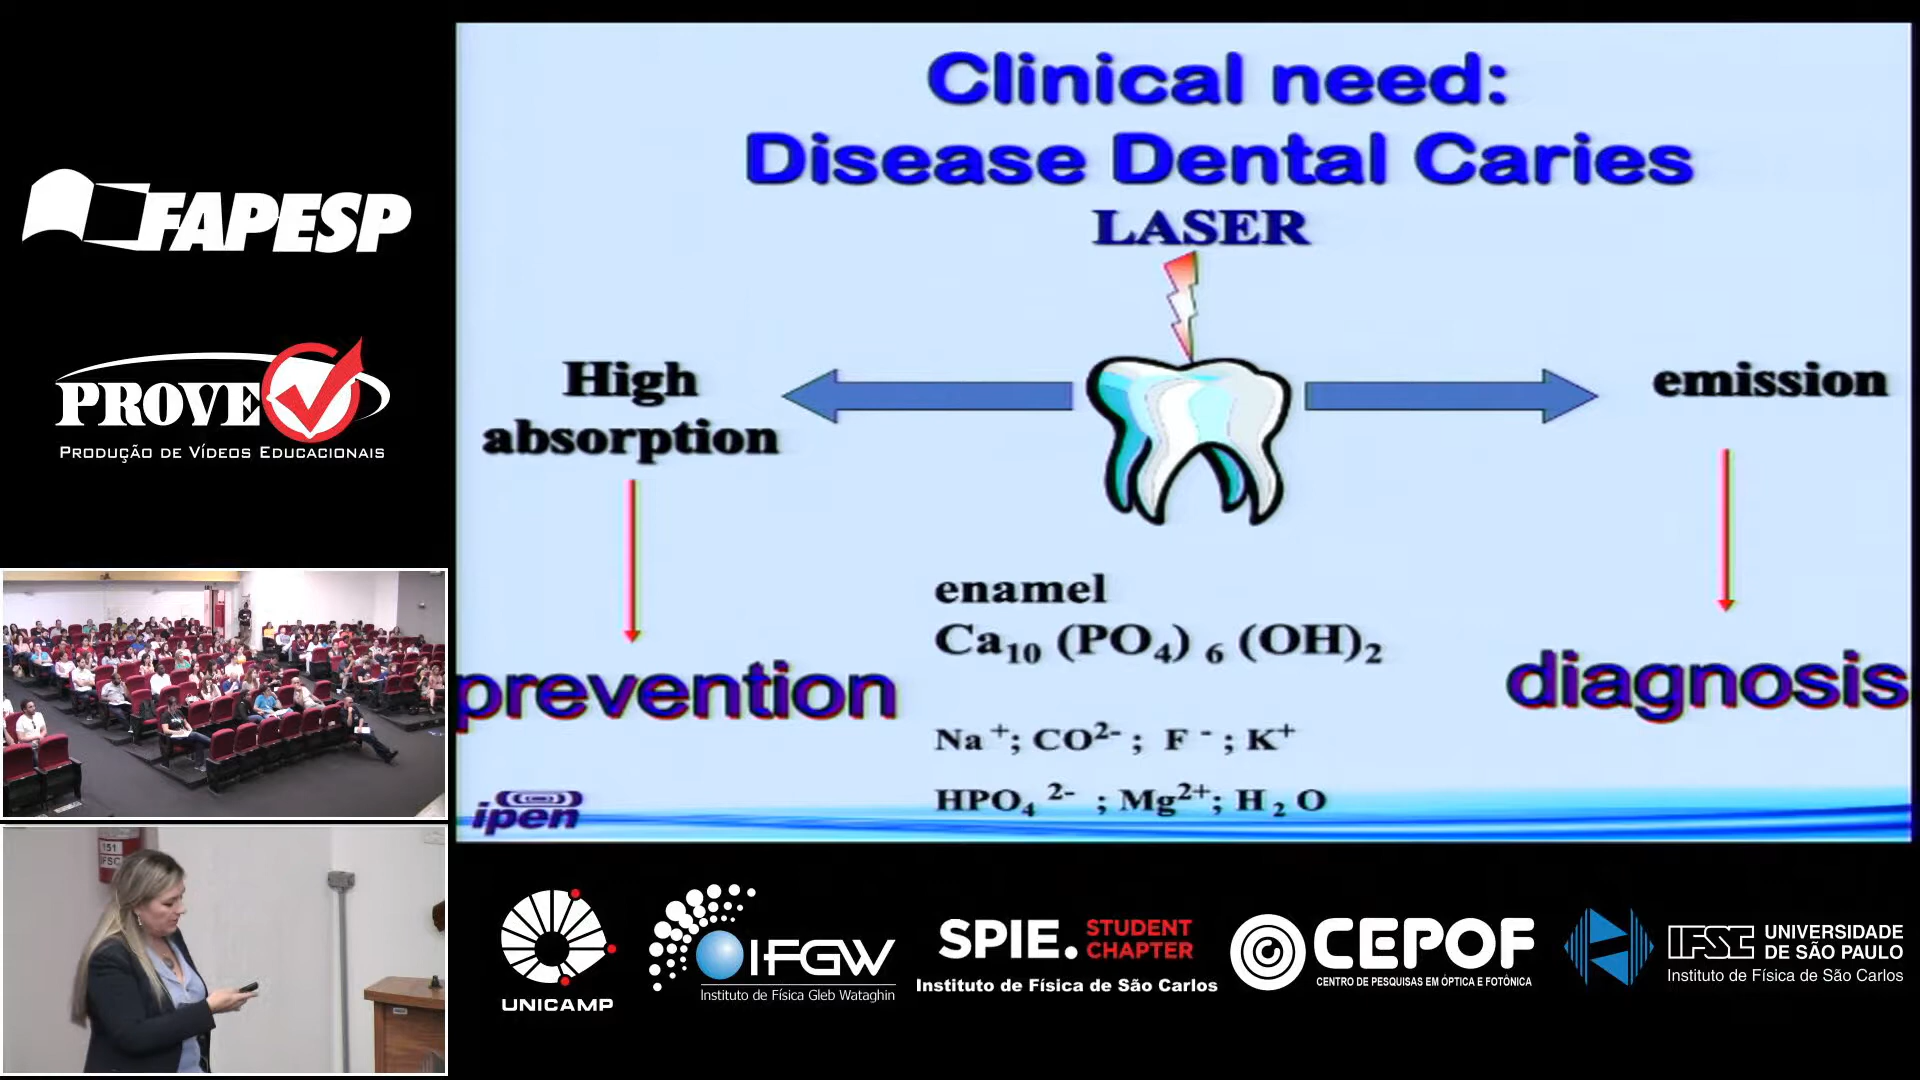 FAPESP
PROVE
PRODUÇÃO DE VÍDEOS EDUCACIONAIS
Clinical need:
Disease Dental Caries
LASER
High
absorption
emission
prevention
diagnosis
enamel
Ca10 (PO4) 6 (OH)2
Na +; CO2- ; F - ; K+
HPO4 2- ; Mg2+; H 2 O
ipen
151
IFSC
UNICAMP
IFGW
Instituto de Física Gleb Wataghin
SPIE. STUDENT
CHAPTER
Instituto de Física de São Carlos
CEPOF
CENTRO DE PESQUISAS EM ÓPTICA E FOTÔNICA
IFSC
UNIVERSIDADE
DE SÃO PAULO
Instituto de Física de São Carlos